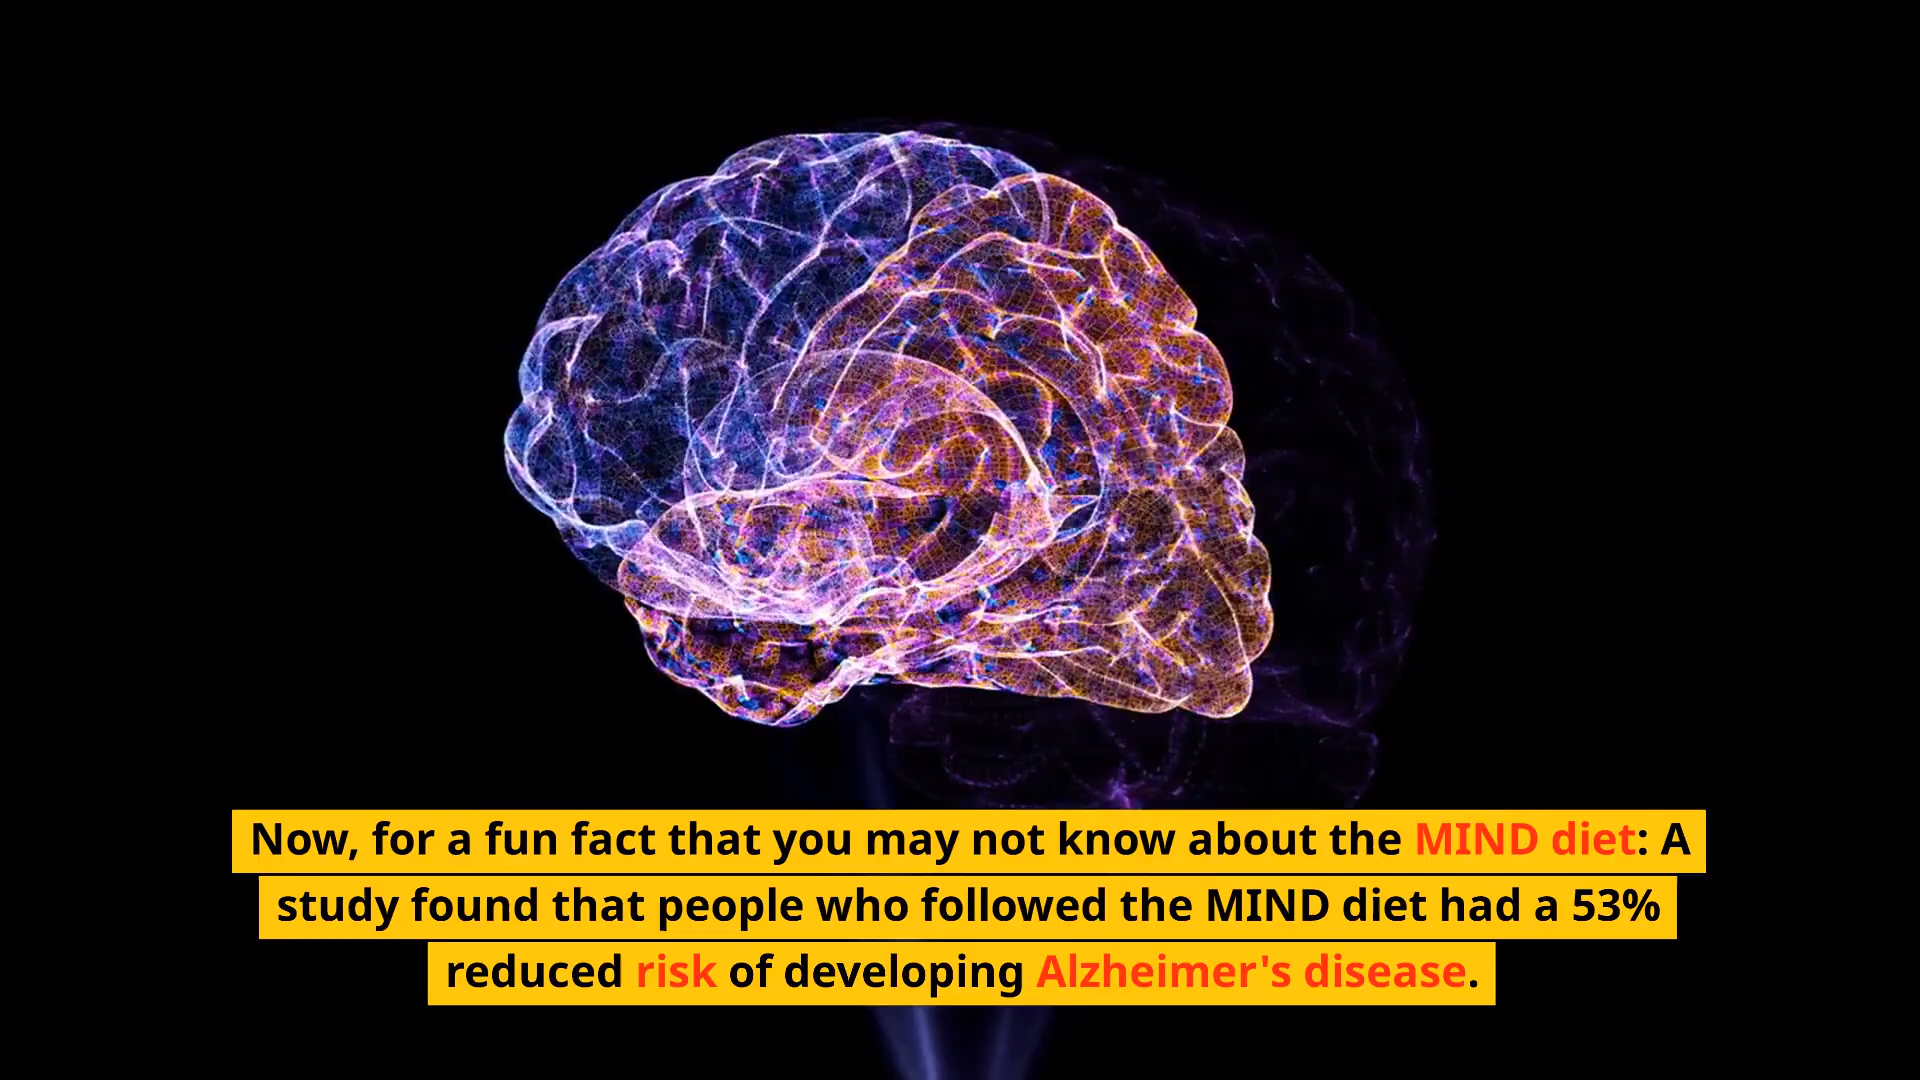 Now, for a fun fact that you may not know about the MIND diet: A
study found that people who followed the MIND diet had a 53%
reduced risk of developing Alzheimer's disease.